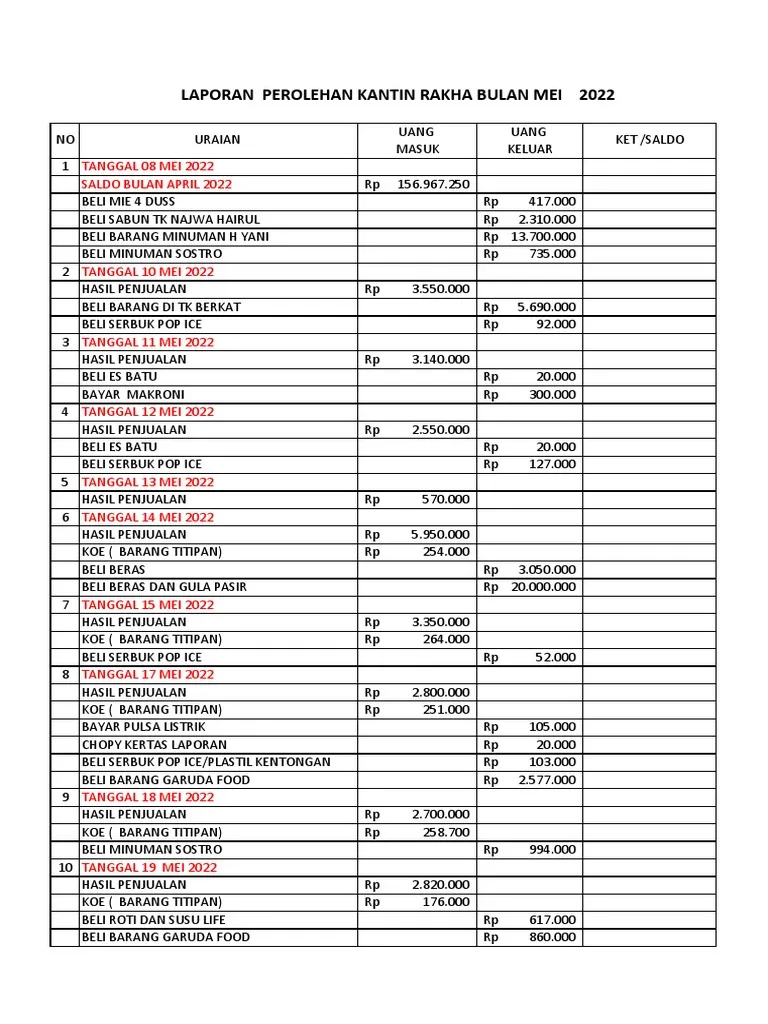 LAPORAN PEROLEHAN KANTIN RAKHA BULAN MEI 2022
NO URAIAN UANG MASUK UANG KELUAR KET /SALDO
1 TANGGAL 08 MEI 2022
SALDO BULAN APRIL 2022 Rp 156.967.250
BELI MIE 4 DUSS Rp 417.000
BELI SABUN TK NAJWA HAIRUL Rp 2.310.000
BELI BARANG MINUMAN H YANI Rp 13.700.000
BELI MINUMAN SOSTRO Rp 735.000
2 TANGGAL 10 MEI 2022
HASIL PENJUALAN Rp 3.550.000
BELI BARANG DI TK BERKAT Rp 5.690.000
BELI SERBUK POP ICE Rp 92.000
3 TANGGAL 11 MEI 2022
HASIL PENJUALAN Rp 3.140.000
BELI ES BATU Rp 20.000
BAYAR MAKRONI Rp 300.000
4 TANGGAL 12 MEI 2022
HASIL PENJUALAN Rp 2.550.000
BELI ES BATU Rp 20.000
BELI SERBUK POP ICE Rp 127.000
5 TANGGAL 13 MEI 2022
HASIL PENJUALAN Rp 570.000
6 TANGGAL 14 MEI 2022
HASIL PENJUALAN Rp 5.950.000
KOE ( BARANG TITIPAN) Rp 254.000
BELI BERAS Rp 3.050.000
BELI BERAS DAN GULA PASIR Rp 20.000.000
7 TANGGAL 15 MEI 2022
HASIL PENJUALAN Rp 3.350.000
KOE ( BARANG TITIPAN) Rp 264.000
BELI SERBUK POP ICE Rp 52.000
8 TANGGAL 17 MEI 2022
HASIL PENJUALAN Rp 2.800.000
KOE ( BARANG TITIPAN) Rp 251.000
BAYAR PULSA LISTRIK Rp 105.000
CHOPY KERTAS LAPORAN Rp 20.000
BELI SERBUK POP ICE/PLASTIL KENTONGAN Rp 103.000
BELI BARANG GARUDA FOOD Rp 2.577.000
9 TANGGAL 18 MEI 2022
HASIL PENJUALAN Rp 2.700.000
KOE ( BARANG TITIPAN) Rp 258.700
BELI MINUMAN SOSTRO Rp 994.000
10 TANGGAL 19 MEI 2022
HASIL PENJUALAN Rp 2.820.000
KOE ( BARANG TITIPAN) Rp 176.000
BELI ROTI DAN SUSU LIFE Rp 617.000
BELI BARANG GARUDA FOOD Rp 860.000